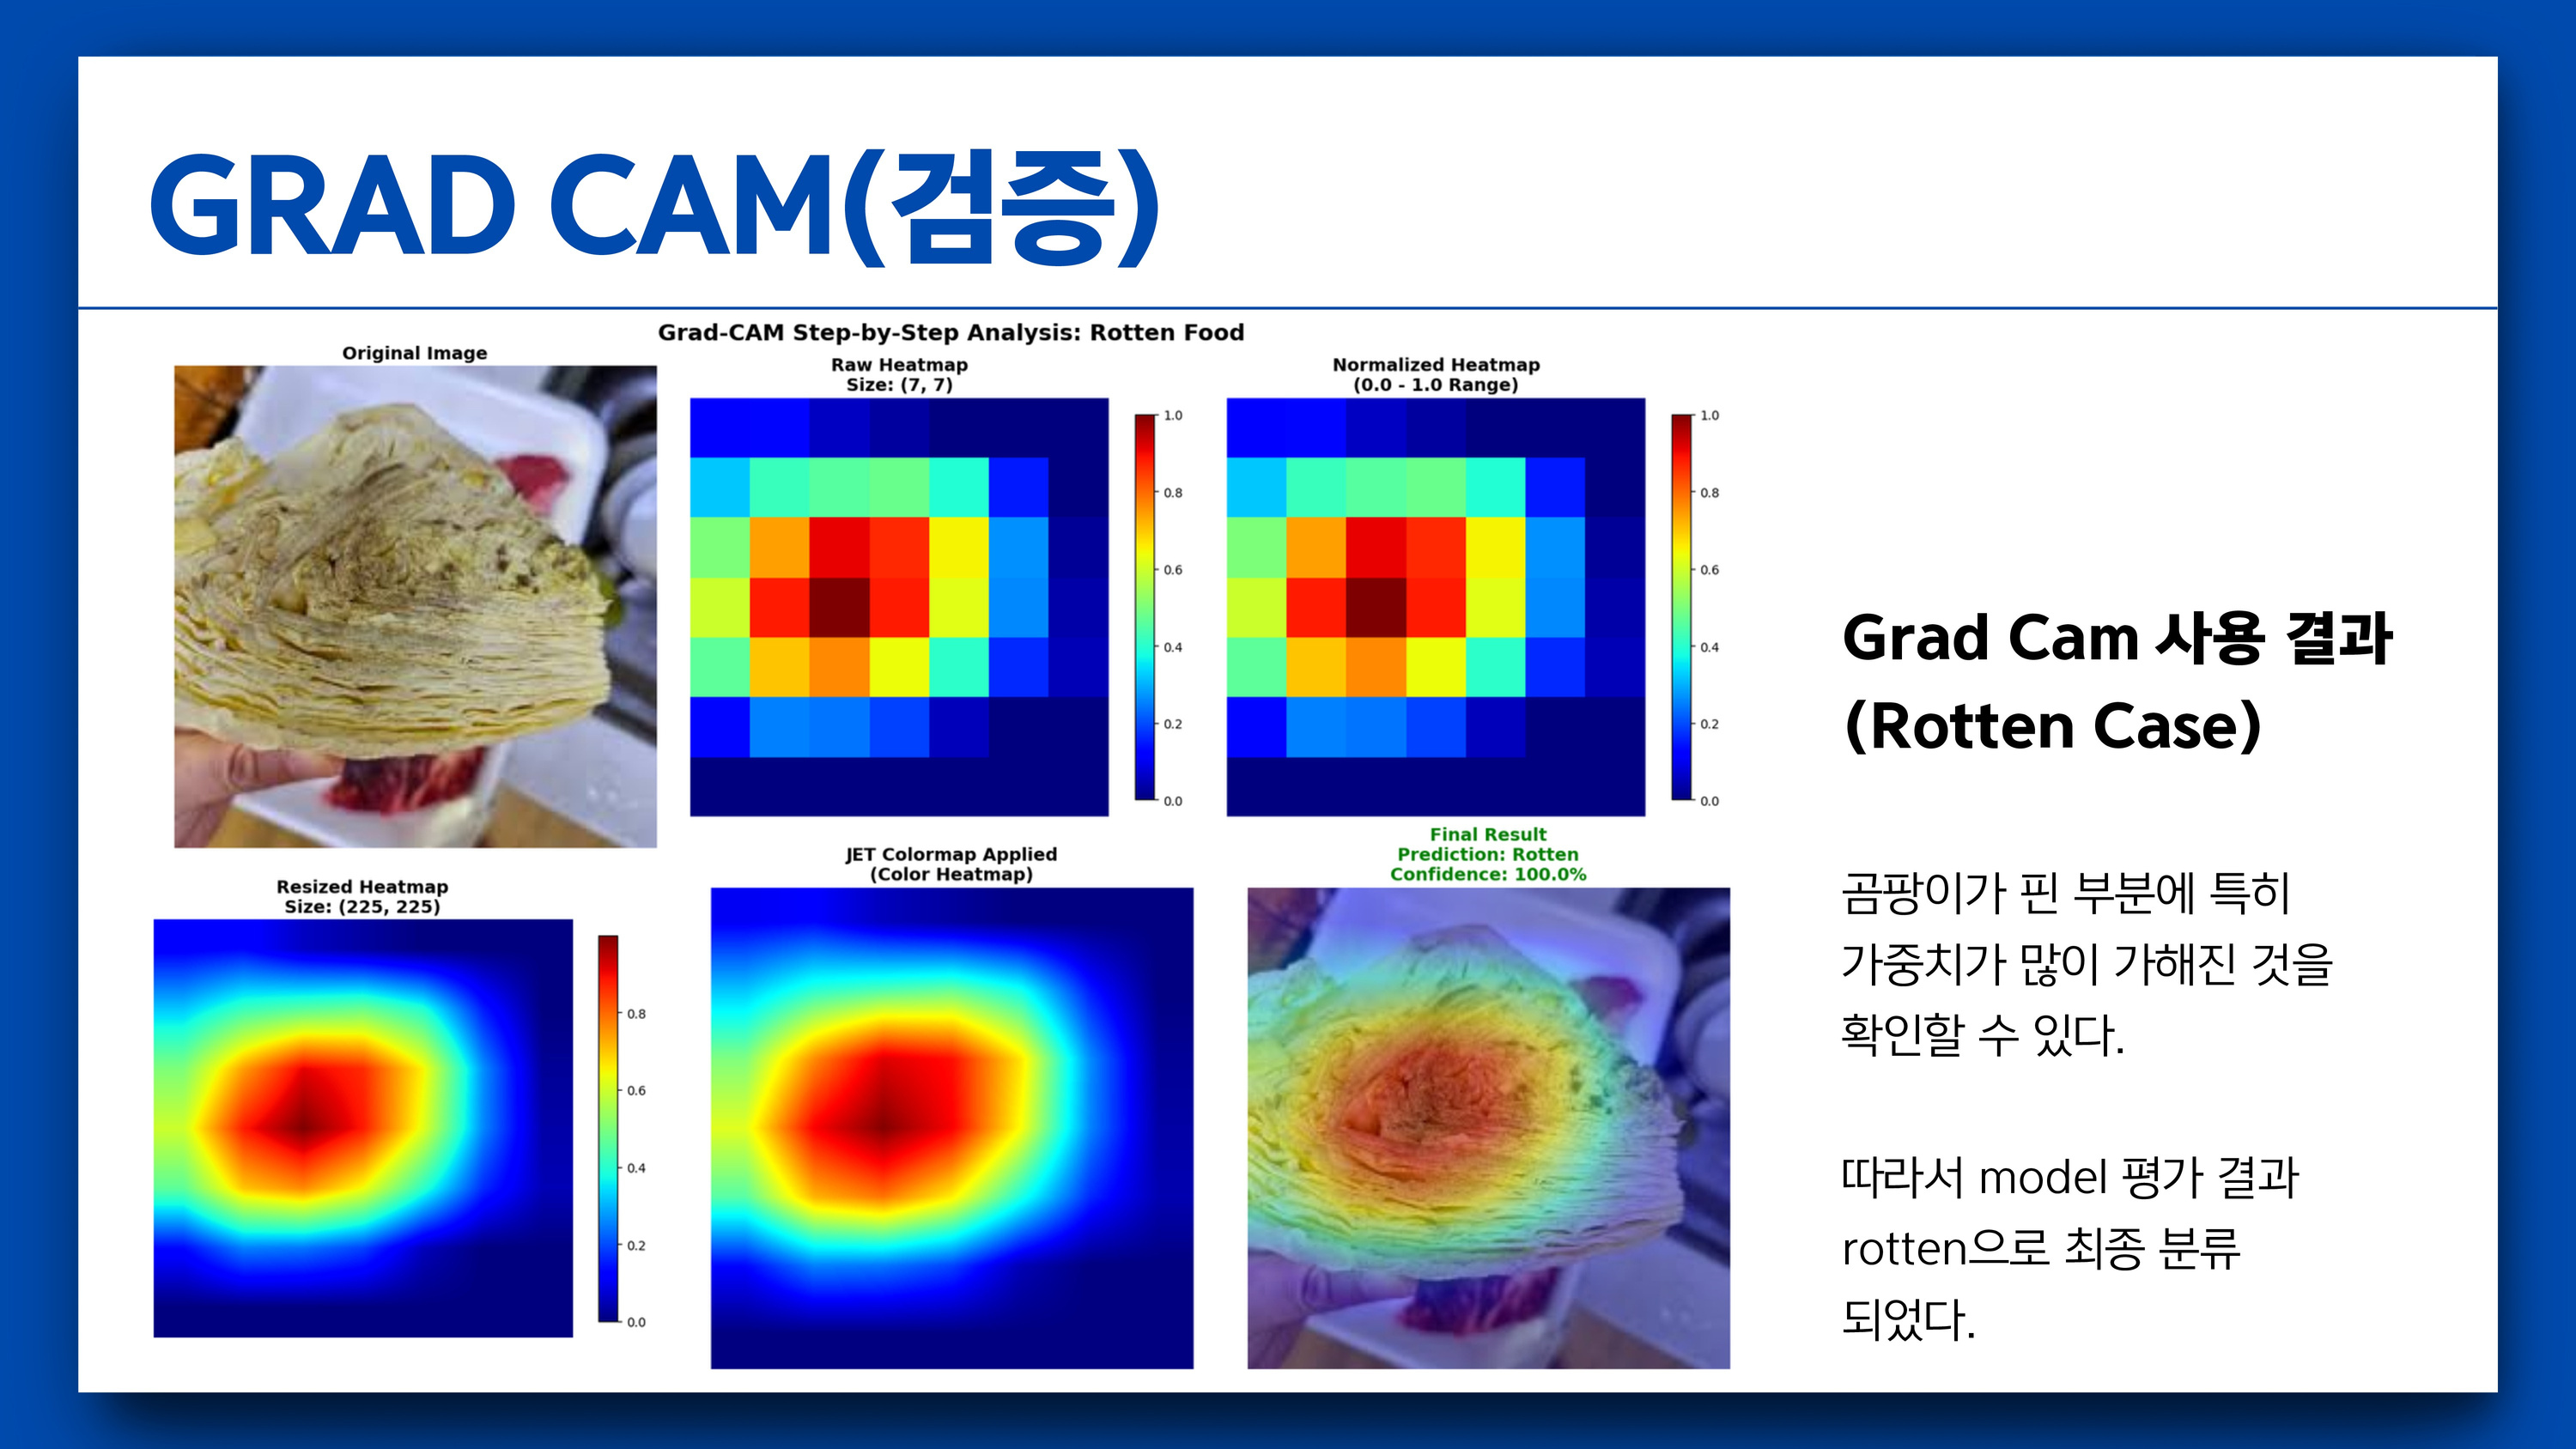 GRAD CAM(검증)
Grad-CAM Step-by-Step Analysis: Rotten Food
Original Image
Raw Heatmap
Size: (7, 7)
1.0
0.8
0.6
0.4
0.2
0.0
Normalized Heatmap
(0.0 - 1.0 Range)
1.0
0.8
0.6
0.4
0.2
0.0
Resized Heatmap
Size: (225, 225)
0.8
0.6
0.4
0.2
0.0
JET Colormap Applied
(Color Heatmap)
Final Result
Prediction: Rotten
Confidence: 100.0%
Grad Cam 사용 결과
(Rotten Case)
곰팡이가 핀 부분에 특히
가중치가 많이 가해진 것을
확인할 수 있다.
따라서 model 평가 결과
rotten으로 최종 분류
되었다.